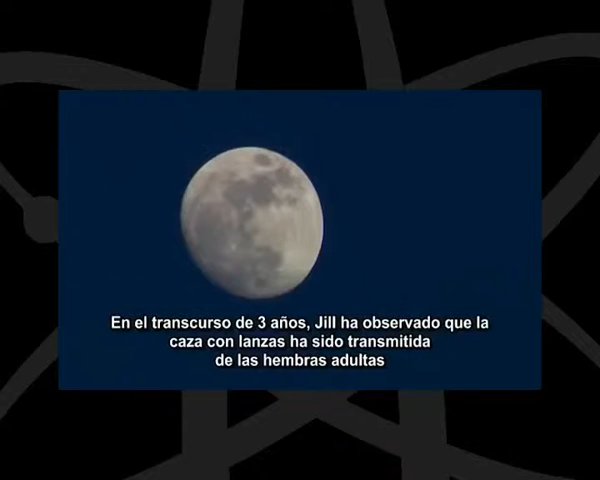 En el transcurso de 3 años, Jill ha observado que la
caza con lanzas ha sido transmitida
de las hembras adultas